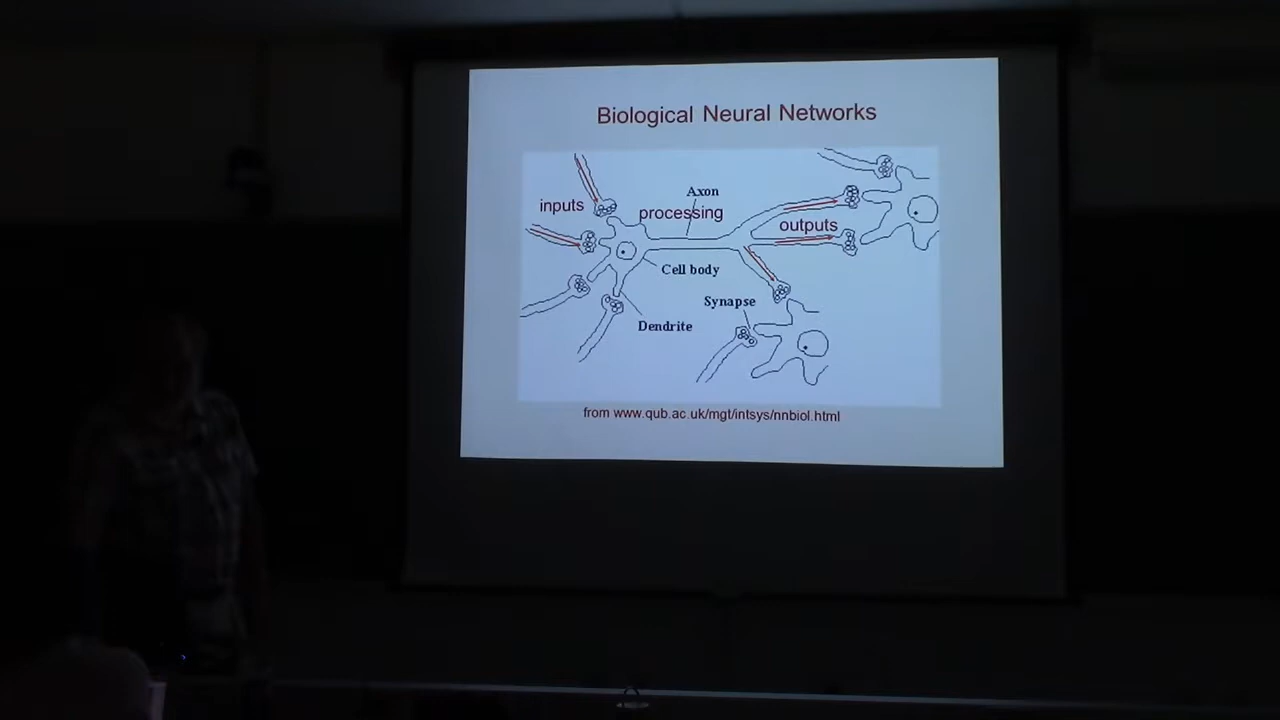 Biological Neural Networks
Axon
inputs
processing
outputs
Cell body
Synapse
Dendrite
from www.qub.ac.uk/mgt/intsys/nnbiol.html